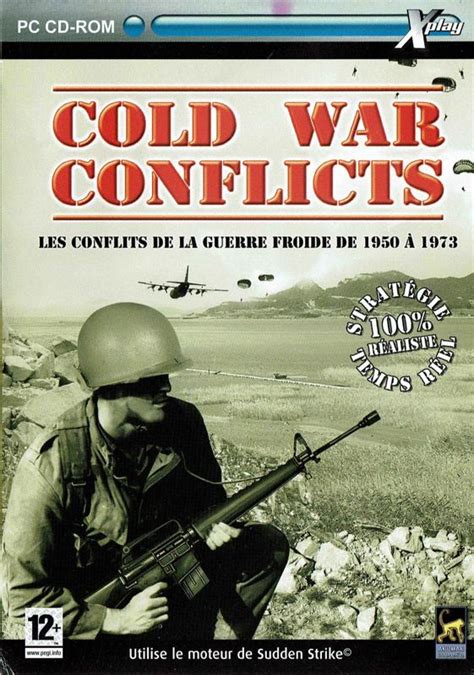 PC CD-ROM
Xplay
COLD WAR
CONFLICTS
LES CONFLITS DE LA GUERRE FROIDE DE 1950 À 1973
STRATÉGIE
100%
RÉALISTE
TEMPS RÉEL
12+
www.pegi.info
Utilise le moteur de Sudden Strike©